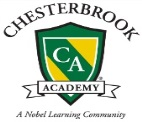 CHESTERBROOK
CA
ACADEMY®
A Nobel Learning Community